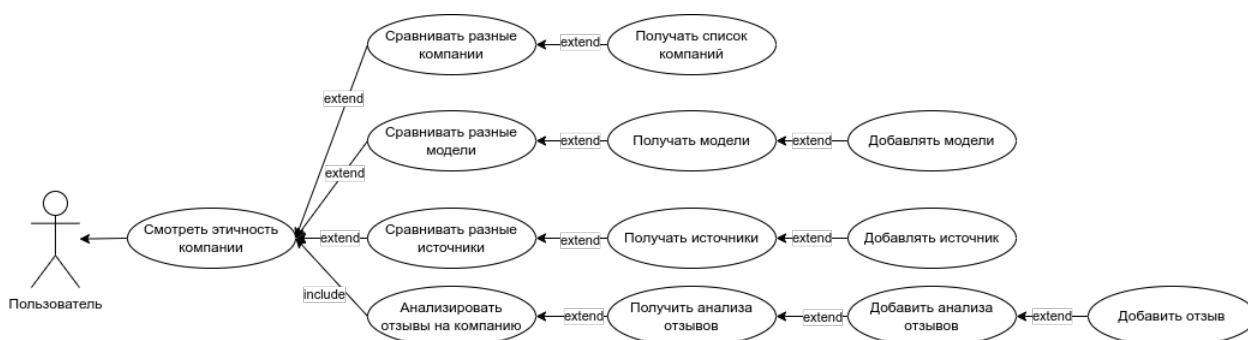 Сравнивать разные
компании
extend
Получать список
компаний
extend
Сравнивать разные
модели
extend
Получать модели
extend
Добавлять модели
extend
Смотреть этичность
компании
extend
Сравнивать разные
источники
extend
Получать источники
extend
Добавлять источник
include
Анализировать
отзывы на компанию
extend
Получить анализа
отзывов
extend
Добавить анализа
отзывов
extend
Добавить отзыв
Пользователь